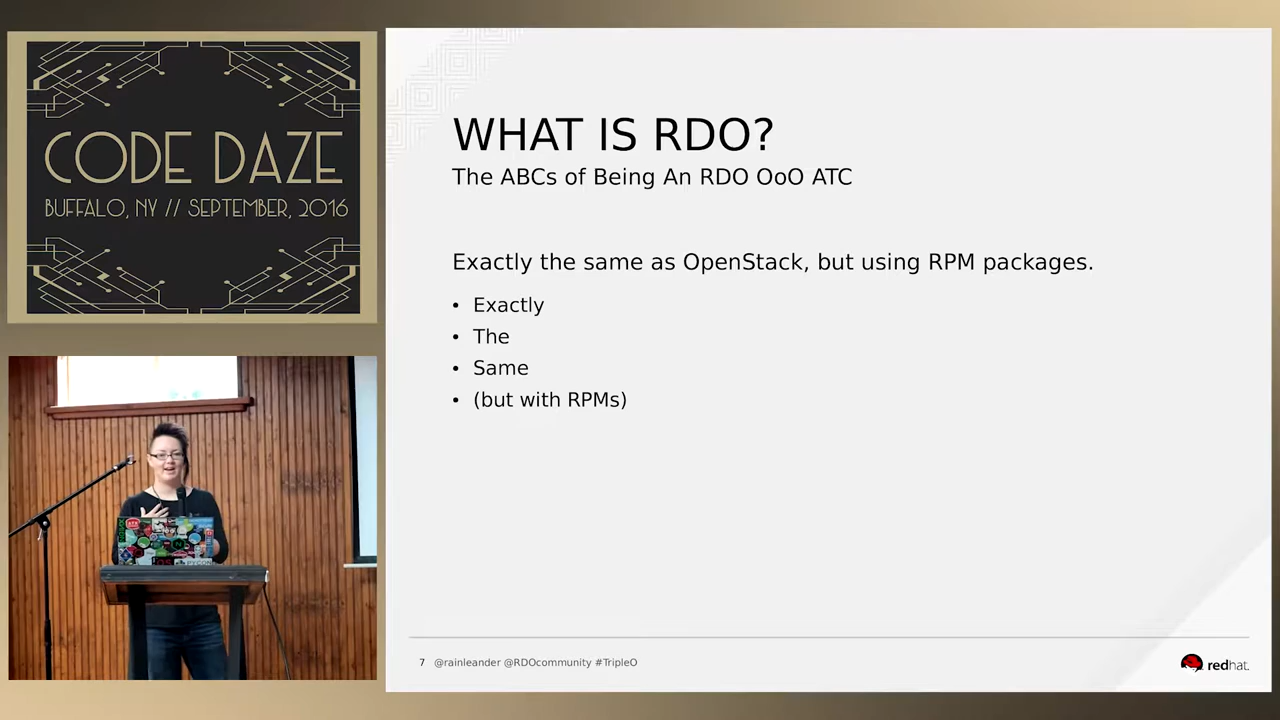 CODE DAZE
BUFFALO, NY // SEPTEMBER, 2016
WHAT IS RDO?
The ABCs of Being An RDO OoO ATC
Exactly the same as OpenStack, but using RPM packages.
• Exactly
• The
• Same
• (but with RPMs)
7 @rainleander @RDOcommunity #TripleO
redhat.